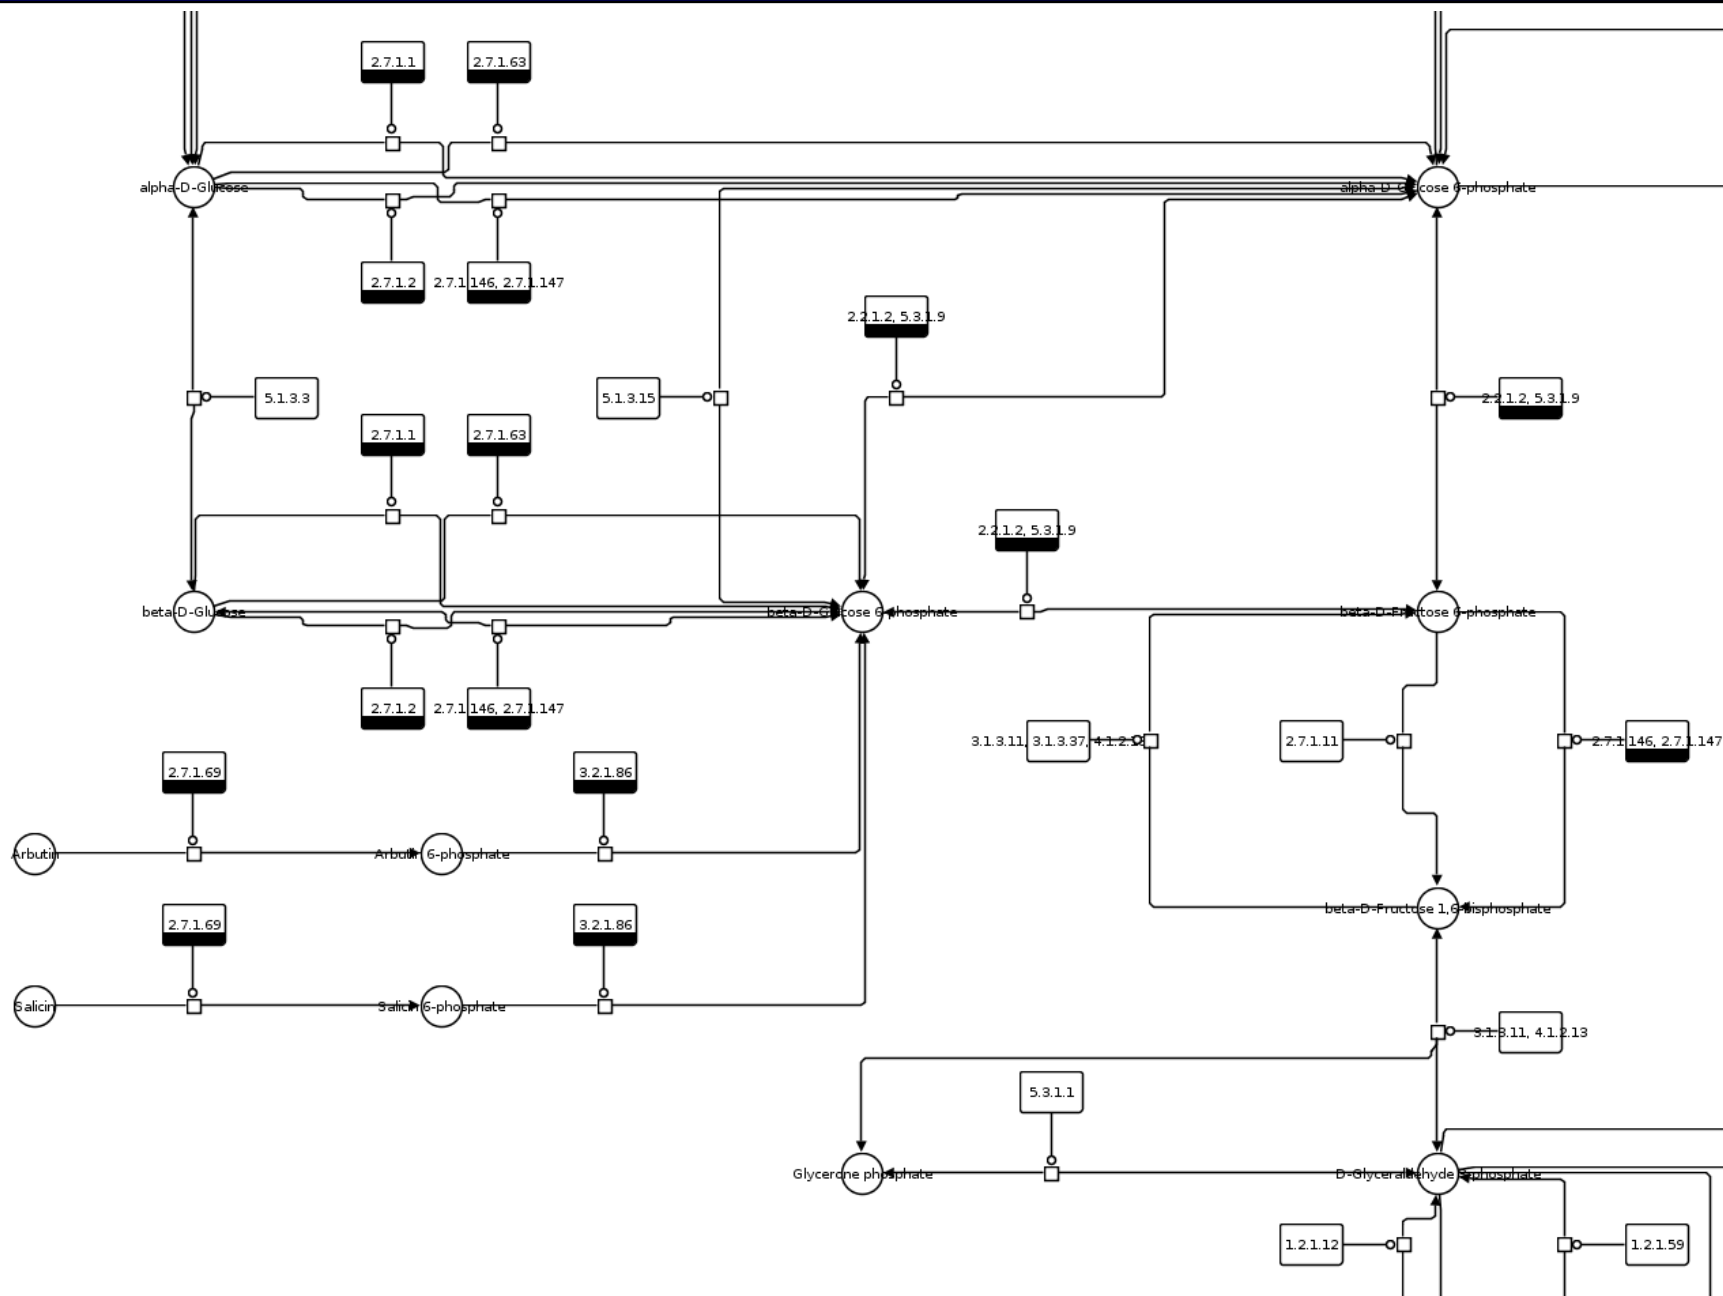 2.7.1.1
2.7.1.63
alpha-D-Glucose
alpha-D-Glucose 6-phosphate
2.7.1.2
2.7.1.146, 2.7.1.147
2.2.1.2, 5.3.1.9
5.1.3.3
5.1.3.15
2.2.1.2, 5.3.1.9
2.7.1.1
2.7.1.63
2.2.1.2, 5.3.1.9
beta-D-Glucose
beta-D-Glucose 6-phosphate
beta-D-Fructose 6-phosphate
2.7.1.2
2.7.1.146, 2.7.1.147
3.1.3.11, 3.1.3.37, 4.1.2.13
2.7.1.11
2.7.1.146, 2.7.1.147
2.7.1.69
3.2.1.86
Arbutin
Arbutin 6-phosphate
beta-D-Fructose 1,6-bisphosphate
2.7.1.69
3.2.1.86
Salicin
Salicin 6-phosphate
3.1.3.11, 4.1.2.13
5.3.1.1
Glycerone phosphate
D-Glyceraldehyde 3-phosphate
1.2.1.12
1.2.1.59